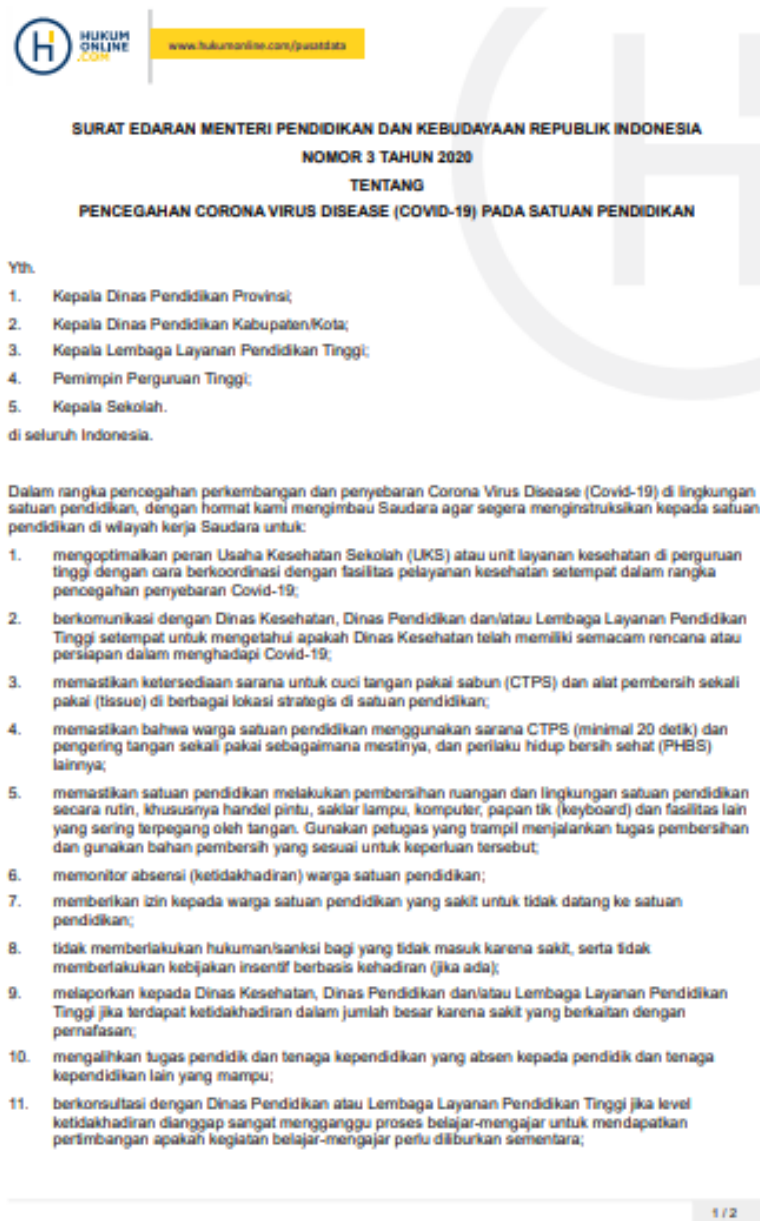 HUKUM
ONLINE
.COM
www.hukumonline.com/pusatdata
SURAT EDARAN MENTERI PENDIDIKAN DAN KEBUDAYAAN REPUBLIK INDONESIA
NOMOR 3 TAHUN 2020
TENTANG
PENCEGAHAN CORONA VIRUS DISEASE (COVID-19) PADA SATUAN PENDIDIKAN
Yth.
1. Kepala Dinas Pendidikan Provinsi;
2. Kepala Dinas Pendidikan Kabupaten/Kota;
3. Kepala Lembaga Layanan Pendidikan Tinggi;
4. Pemimpin Perguruan Tinggi;
5. Kepala Sekolah.
di seluruh Indonesia.
Dalam rangka pencegahan perkembangan dan penyebaran Corona Virus Disease (Covid-19) di lingkungan
satuan pendidikan, dengan hormat kami mengimbau Saudara agar segera menginstruksikan kepada satuan
pendidikan di wilayah kerja Saudara untuk:
1. mengoptimalkan peran Usaha Kesehatan Sekolah (UKS) atau unit layanan kesehatan di perguruan
tinggi dengan cara berkoordinasi dengan fasilitas pelayanan kesehatan setempat dalam rangka
pencegahan penyebaran Covid-19;
2. berkomunikasi dengan Dinas Kesehatan, Dinas Pendidikan dan/atau Lembaga Layanan Pendidikan
Tinggi setempat untuk mengetahui apakah Dinas Kesehatan telah memiliki semacam rencana atau
persiapan dalam menghadapi Covid-19;
3. memastikan ketersediaan sarana untuk cuci tangan pakai sabun (CTPS) dan alat pembersih sekali
pakai (tissue) di berbagai lokasi strategis di satuan pendidikan;
4. memastikan bahwa warga satuan pendidikan menggunakan sarana CTPS (minimal 20 detik) dan
pengering tangan sekali pakai sebagaimana mestinya, dan perilaku hidup bersih sehat (PHBS)
lainnya;
5. memastikan satuan pendidikan melakukan pembersihan ruangan dan lingkungan satuan pendidikan
secara rutin, khususnya handel pintu, saklar lampu, komputer, papan tik (keyboard) dan fasilitas lain
yang sering terpegang oleh tangan. Gunakan petugas yang trampil menjalankan tugas pembersihan
dan gunakan bahan pembersih yang sesuai untuk keperluan tersebut;
6. memonitor absensi (ketidakhadiran) warga satuan pendidikan;
7. memberikan izin kepada warga satuan pendidikan yang sakit untuk tidak datang ke satuan
pendidikan;
8. tidak memberlakukan hukuman/sanksi bagi yang tidak masuk karena sakit, serta tidak
memberlakukan kebijakan insentif berbasis kehadiran (jika ada);
9. melaporkan kepada Dinas Kesehatan, Dinas Pendidikan dan/atau Lembaga Layanan Pendidikan
Tinggi jika terdapat ketidakhadiran dalam jumlah besar karena sakit yang berkaitan dengan
pernafasan;
10. mengalihkan tugas pendidik dan tenaga kependidikan yang absen kepada pendidik dan tenaga
kependidikan lain yang mampu;
11. berkonsultasi dengan Dinas Pendidikan atau Lembaga Layanan Pendidikan Tinggi jika level
ketidakhadiran dianggap sangat mengganggu proses belajar-mengajar untuk mendapatkan
pertimbangan apakah kegiatan belajar-mengajar perlu diliburkan sementara;
1 / 2